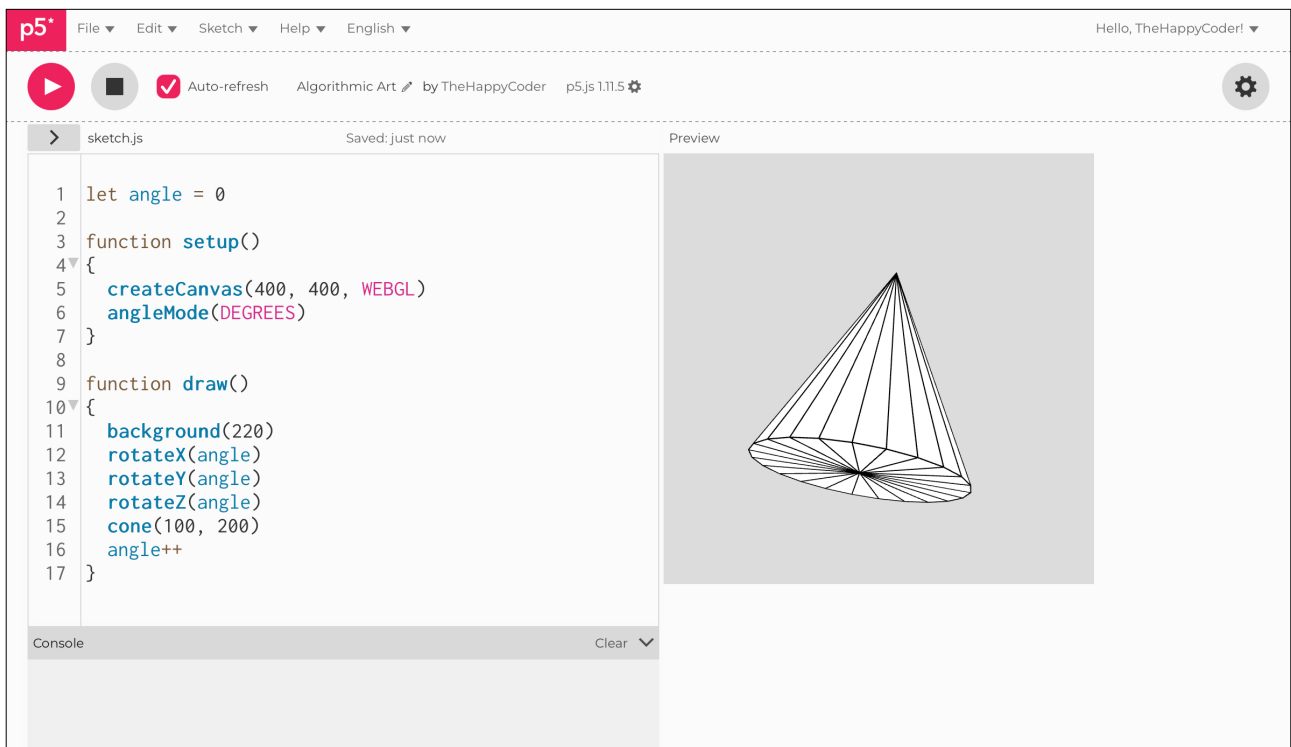 p5* File Edit Sketch Help English Hello, TheHappyCoder!
Auto-refresh Algorithmic Art by TheHappyCoder p5.js 1.11.5
sketch.js Saved: just now Preview
1 let angle = 0
2
3 function setup()
4 {
5 createCanvas(400, 400, WEBGL)
6 angleMode(DEGREES)
7 }
8
9 function draw()
10 {
11 background(220)
12 rotateX(angle)
13 rotateY(angle)
14 rotateZ(angle)
15 cone(100, 200)
16 angle++
17 }
Console Clear